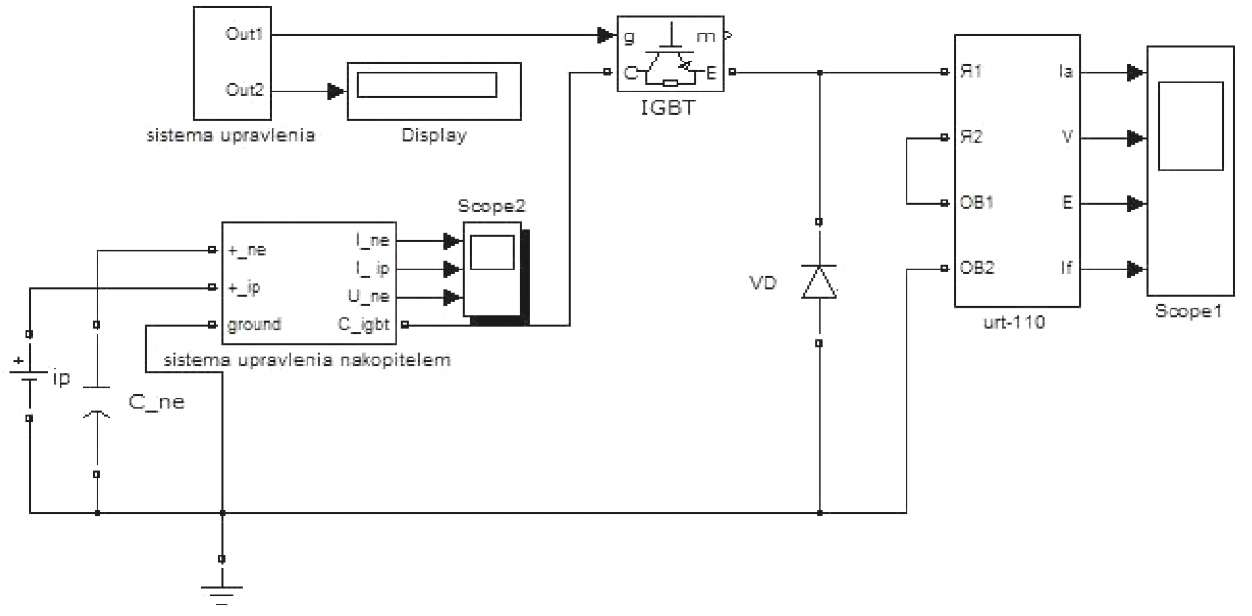 Out1
Out2
sistema upravlenia
Display
g
m
C
E
IGBT
Я1
Ia
Я2
V
OB1
E
OB2
If
urt-110
Scope1
Scope2
+_ne
I_ne
+_ip
I_ip
U_ne
ground
C_igbt
sistema upravlenia nakopitelem
+
ip
C_ne
VD